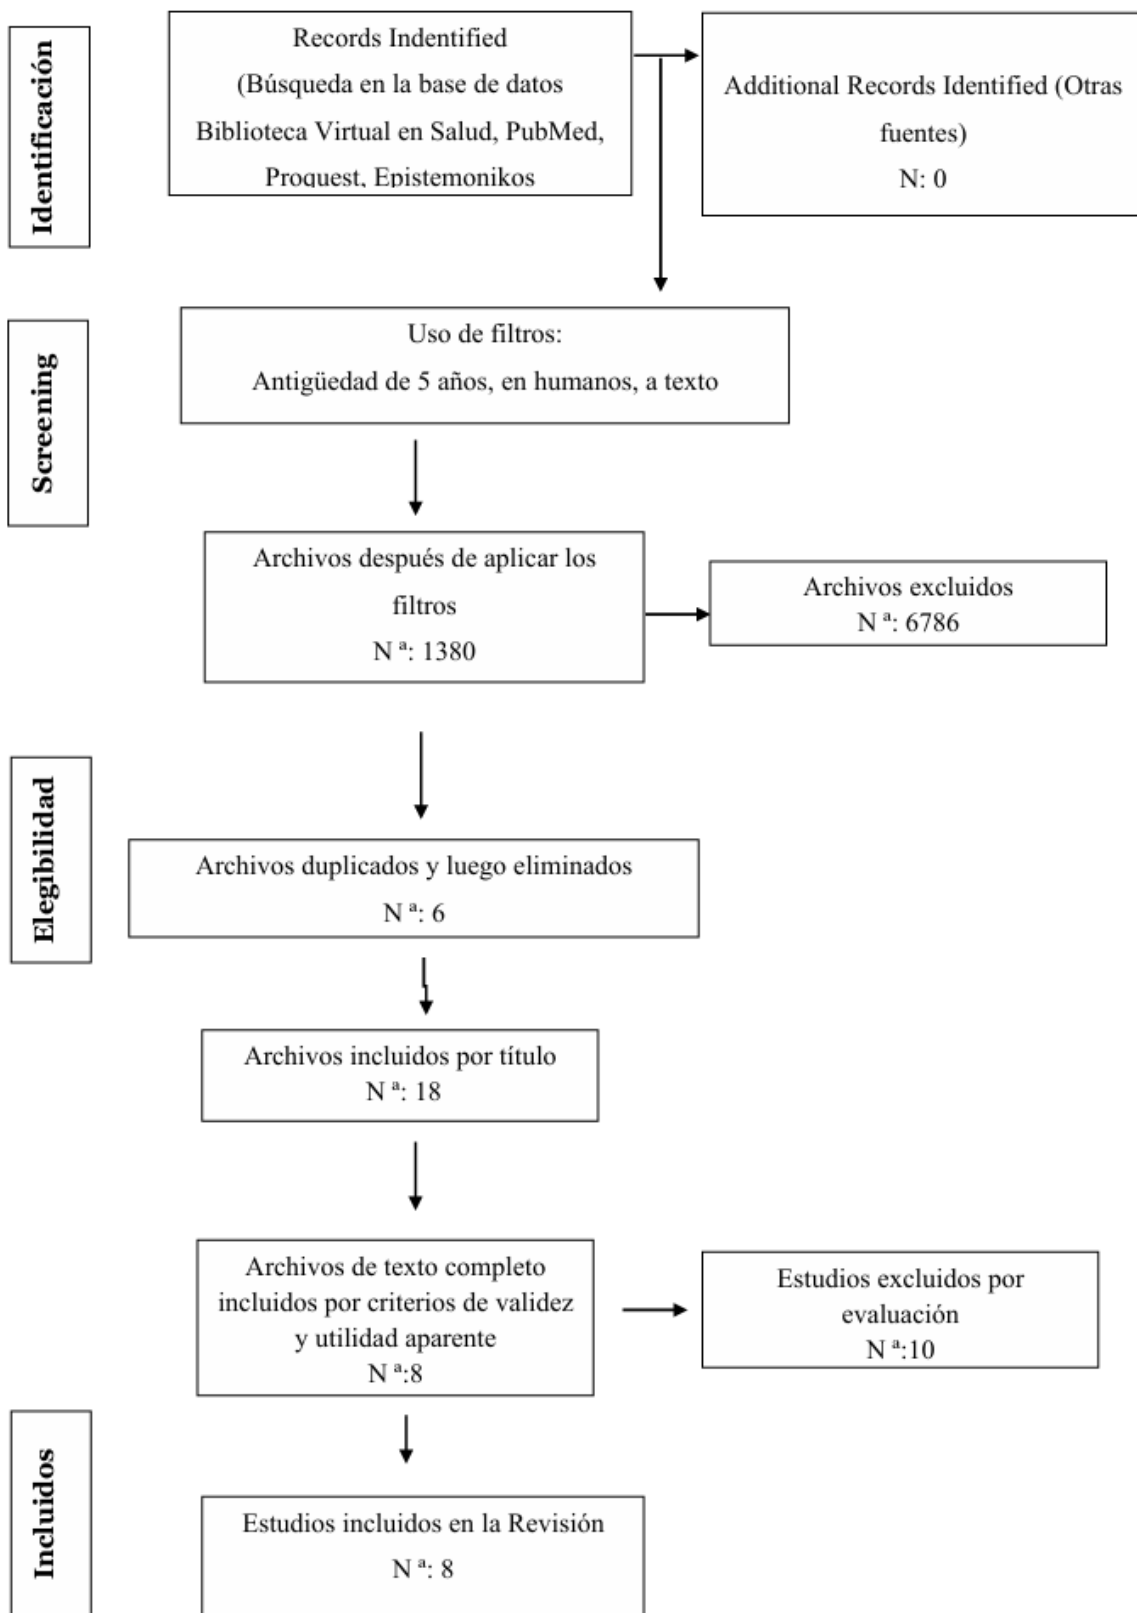 Identificación
Records Indentified
(Búsqueda en la base de datos
Biblioteca Virtual en Salud, PubMed,
Proquest, Epistemonikos
Additional Records Identified (Otras
fuentes)
N: 0
Screening
Uso de filtros:
Antigüedad de 5 años, en humanos, a texto
Archivos después de aplicar los
filtros
N ª: 1380
Archivos excluidos
N ª: 6786
Elegibilidad
Archivos duplicados y luego eliminados
N ª: 6
Archivos incluidos por título
N ª: 18
Archivos de texto completo
incluidos por criterios de validez
y utilidad aparente
N ª:8
Estudios excluidos por
evaluación
N ª:10
Incluidos
Estudios incluidos en la Revisión
N ª: 8